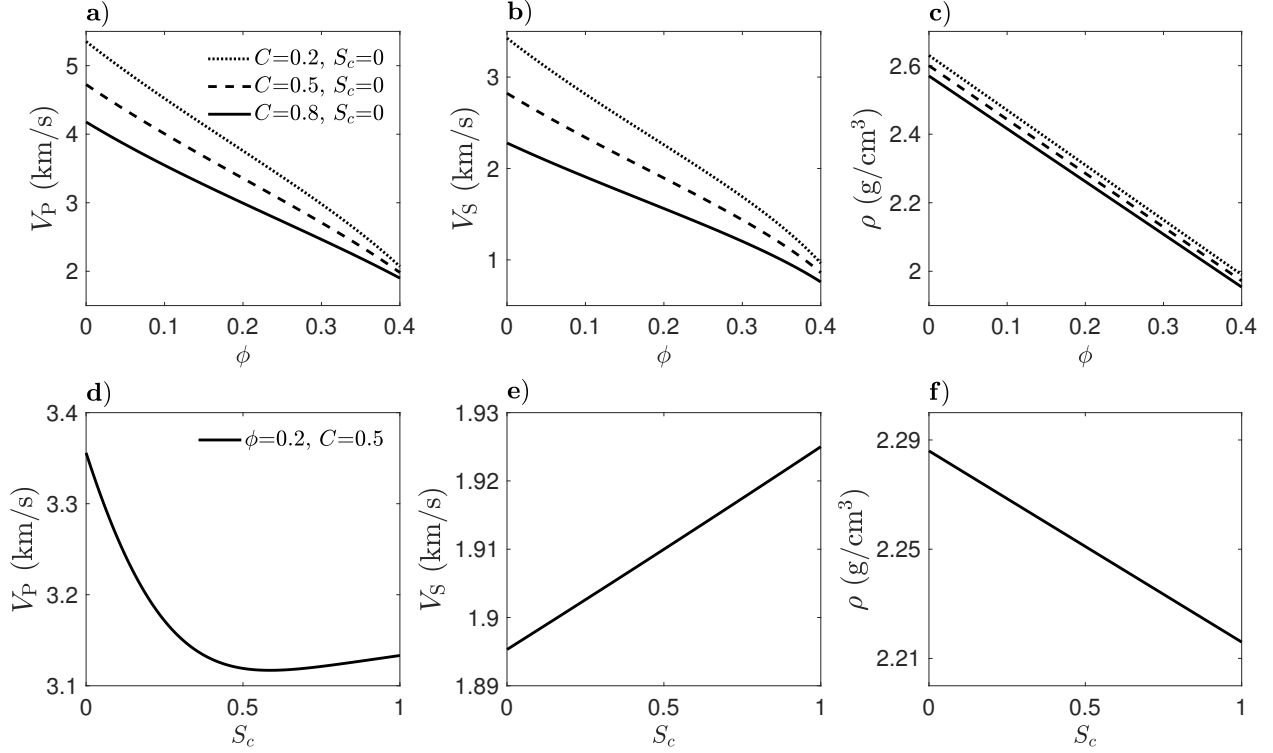 a)
V_P (km/s)
5
4
3
2
0
0.1
0.2
0.3
0.4
ϕ
C=0.2, S_c=0
C=0.5, S_c=0
C=0.8, S_c=0
b)
V_S (km/s)
3
2
1
0
0.1
0.2
0.3
0.4
ϕ
c)
ρ (g/cm³)
2.6
2.4
2.2
2
0
0.1
0.2
0.3
0.4
ϕ
d)
V_P (km/s)
3.4
3.3
3.2
3.1
0
0.5
1
S_c
ϕ=0.2, C=0.5
e)
V_S (km/s)
1.93
1.92
1.91
1.9
1.89
0
0.5
1
S_c
f)
ρ (g/cm³)
2.29
2.25
2.21
0
0.5
1
S_c